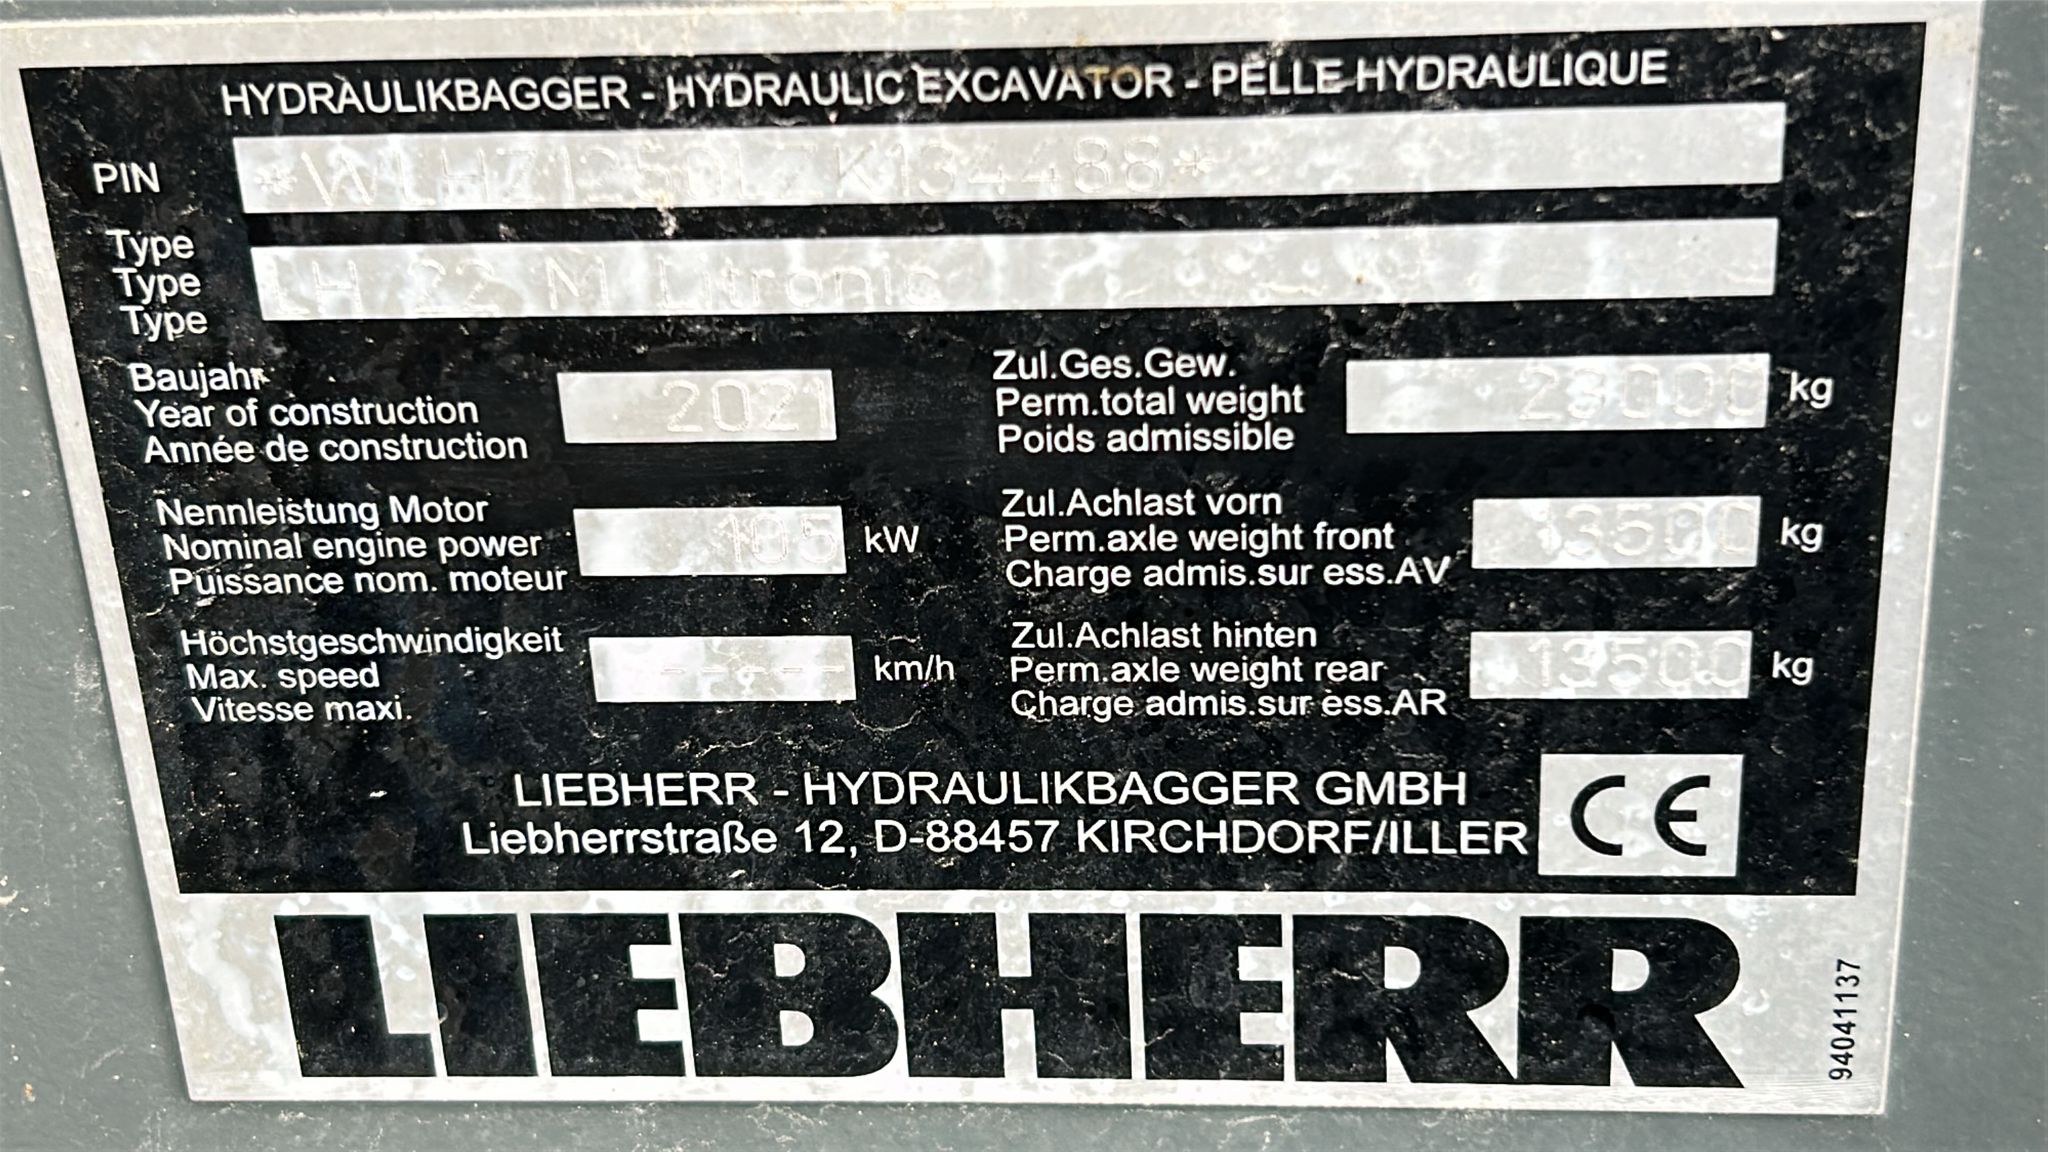 HYDRAULIKBAGGER - HYDRAULIC EXCAVATOR - PELLE HYDRAULIQUE
PIN *WLHZ1250LZK134488*
Type
Type
Type
LH 22 M Litronic
Baujahr
Year of construction
Année de construction
2021
Zul.Ges.Gew.
Perm.total weight
Poids admissible
23000 kg
Nennleistung Motor
Nominal engine power
Puissance nom. moteur
105 kW
Zul.Achlast vorn
Perm.axle weight front
Charge admis.sur ess.AV
13500 kg
Höchstgeschwindigkeit
Max. speed
Vitesse maxi.
----- km/h
Zul.Achlast hinten
Perm.axle weight rear
Charge admis.sur ess.AR
13500 kg
LIEBHERR - HYDRAULIKBAGGER GMBH
Liebherrstraße 12, D-88457 KIRCHDORF/ILLER
CE
LIEBHERR
94041137